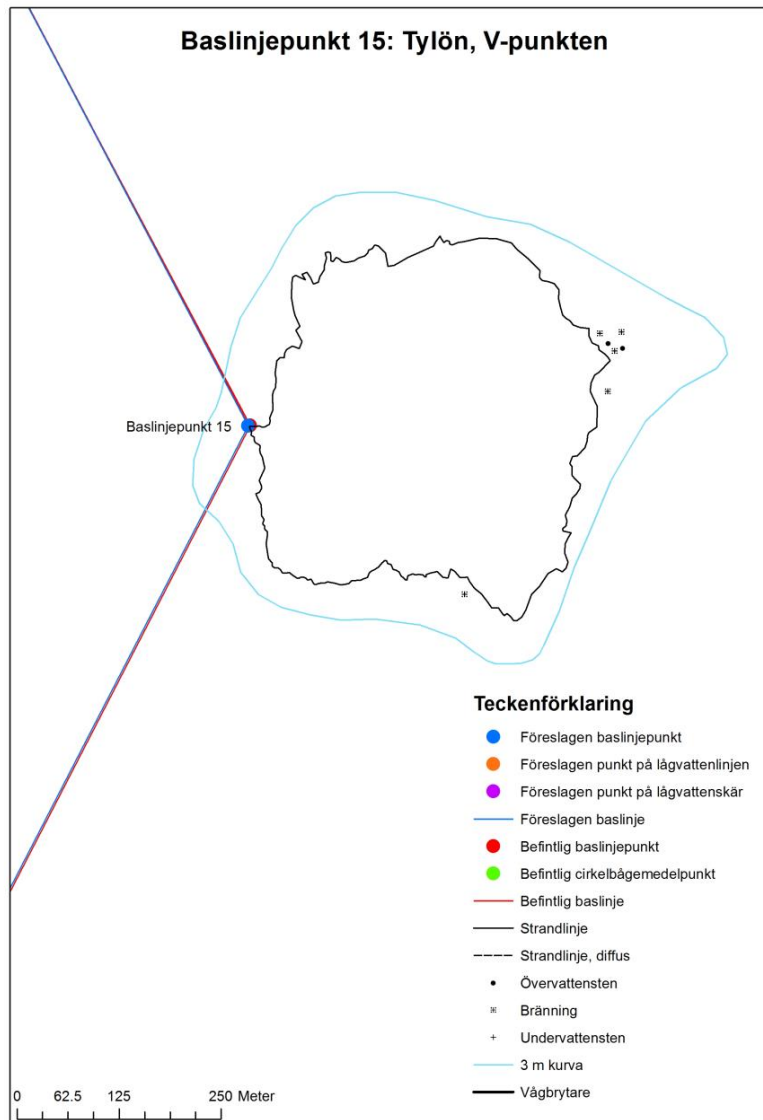 Baslinjepunkt 15: Tylön, V-punkten
Baslinjepunkt 15
Teckenförklaring
Föreslagen baslinjepunkt
Föreslagen punkt på lågvattenlinjen
Föreslagen punkt på lågvattenskär
Föreslagen baslinje
Befintlig baslinjepunkt
Befintlig cirkelbågemedelpunkt
Befintlig baslinje
Strandlinje
Strandlinje, diffus
Övervattensten
Bränning
Undervattensten
3 m kurva
Vågbrytare
0 62.5 125 250 Meter